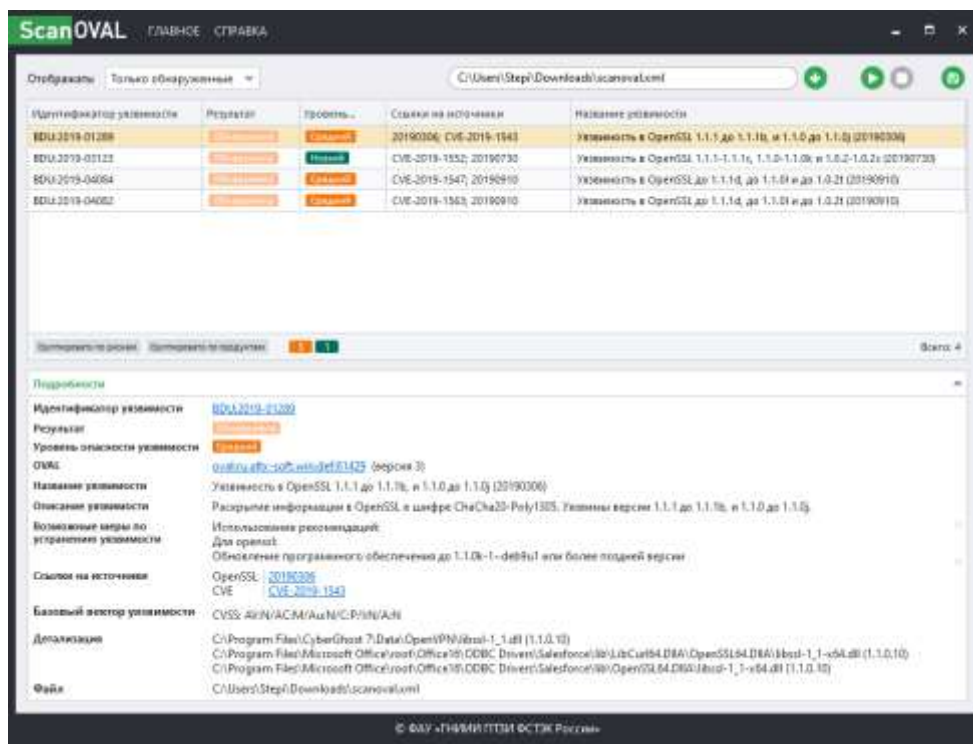 ScanOVAL ГЛАВНОЕ СПРАВКА
Отображать Только обнаруженные C:\Users\Stepi\Downloads\scanoval.xml
Идентификатор уязвимости Результат Уровень... Ссылки на источники Название уязвимости
BDU:2019-01289 Средний 20190306; CVE-2019-1543 Уязвимость в OpenSSL 1.1.1 до 1.1.1b, и 1.1.0 до 1.1.0j (20190306)
BDU:2019-03123 Низкий CVE-2019-1552; 20190730 Уязвимость в OpenSSL 1.1.1-1.1.1c, 1.1.0-1.1.0k и 1.0.2-1.0.2s (20190730)
BDU:2019-04084 Средний CVE-2019-1547; 20190910 Уязвимость в OpenSSL до 1.1.1d, до 1.1.0l и до 1.0.2t (20190910)
BDU:2019-04082 Средний CVE-2019-1563; 20190910 Уязвимость в OpenSSL до 1.1.1d, до 1.1.0l и до 1.0.2t (20190910)
Сортировать по рискам Сортировать по продуктам 3 1 Всего: 4
Подробности
Идентификатор уязвимости BDU:2019-01289
Результат
Уровень опасности уязвимости Средний
OVAL oval:ru.altx-soft.win:def:61429 (версия 3)
Название уязвимости Уязвимость в OpenSSL 1.1.1 до 1.1.1b, и 1.1.0 до 1.1.0j (20190306)
Описание уязвимости Раскрытие информации в OpenSSL в шифре ChaCha20-Poly1305. Уязвимы версии 1.1.1 до 1.1.1b, и 1.1.0 до 1.1.0j.
Возможные меры по устранению уязвимости Использование рекомендаций:
Для openssl:
Обновление программного обеспечения до 1.1.0k-1~deb9u1 или более поздней версии
Ссылки на источники OpenSSL 20190306
CVE CVE-2019-1543
Базовый вектор уязвимости CVSS: AV:N/AC:M/Au:N/C:P/I:N/A:N
Детализация C:\Program Files\CyberGhost 7\Data\OpenVPN\libssl-1_1.dll (1.1.0.10)
C:\Program Files\Microsoft Office\root\Office16\ODBC Drivers\Salesforce\lib\LibCurl64.DllA\OpenSSL64.DllA\libssl-1_1-x64.dll (1.1.0.10)
C:\Program Files\Microsoft Office\root\Office16\ODBC Drivers\Salesforce\lib\OpenSSL64.DllA\libssl-1_1-x64.dll (1.1.0.10)
Файл C:\Users\Stepi\Downloads\scanoval.xml
© ФАУ «ГНИИИ ПТЗИ ФСТЭК России»